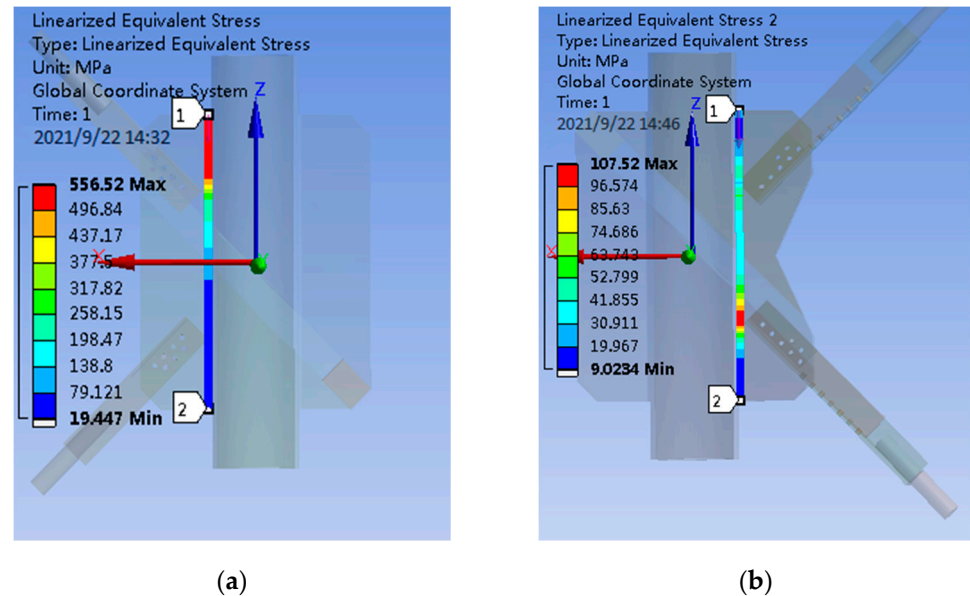 Linearized Equivalent Stress
Type: Linearized Equivalent Stress
Unit: MPa
Global Coordinate System
Time: 1
2021/9/22 14:32
Z
1
556.52 Max
496.84
437.17
377.5
317.82
258.15
198.47
138.8
79.121
19.447 Min
X
Y
2
(a)
Linearized Equivalent Stress 2
Type: Linearized Equivalent Stress
Unit: MPa
Global Coordinate System
Time: 1
2021/9/22 14:46
Z
1
107.52 Max
96.574
85.63
74.686
63.743
52.799
41.855
30.911
19.967
9.0234 Min
X
2
(b)